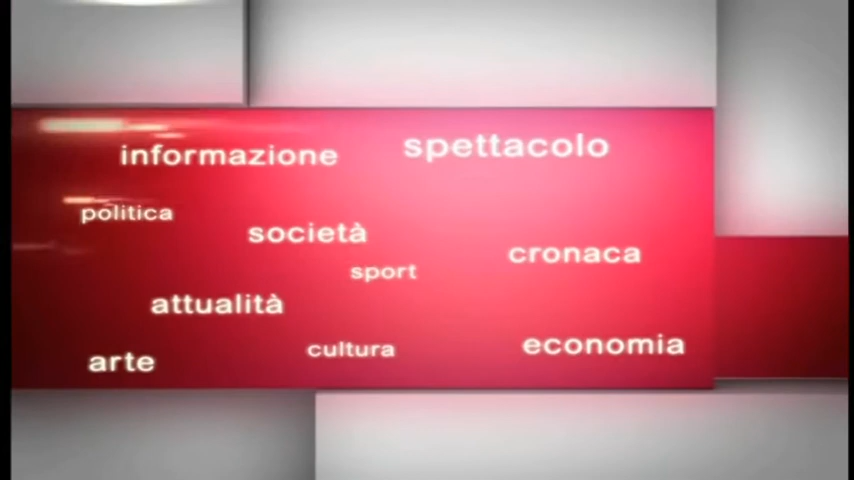 informazione
spettacolo
politica
società
cronaca
sport
attualità
cultura
economia
arte